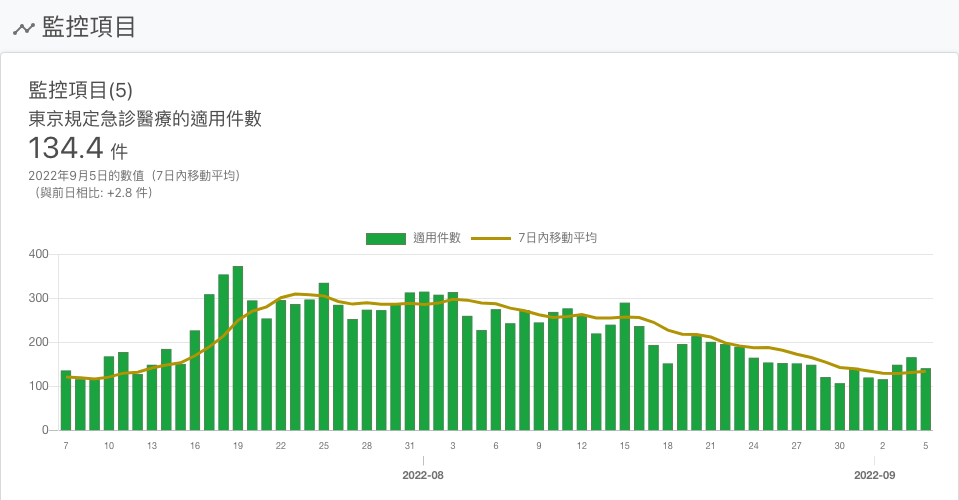 監控項目
監控項目(5)
東京規定急診醫療的適用件數
134.4 件
2022年9月5日的數值（7日內移動平均）
（與前日相比: +2.8 件）
適用件數 7日內移動平均
400
300
200
100
0
7 10 13 16 19 22 25 28 31 3 6 9 12 15 18 21 24 27 30 2 5
2022-08 2022-09